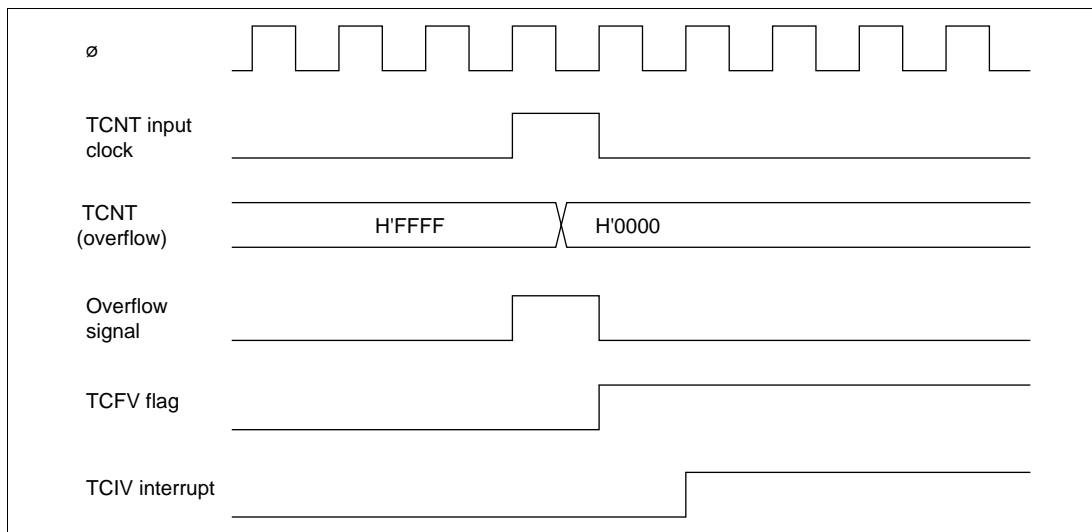 ø
TCNT input
clock
TCNT
(overflow)
H'FFFF
H'0000
Overflow
signal
TCFV flag
TCIV interrupt